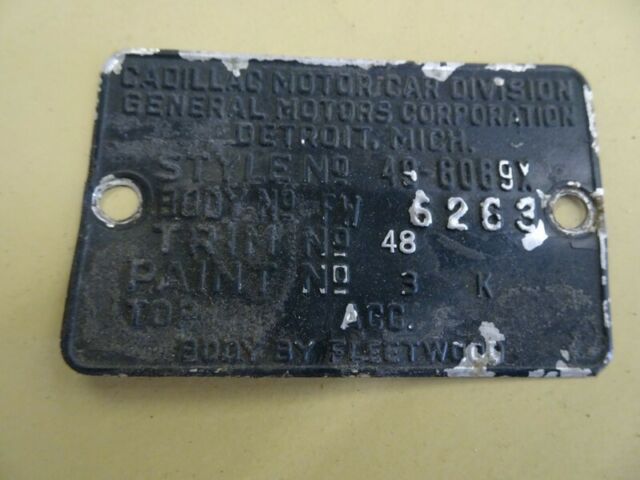 CADILLAC MOTOR CAR DIVISION
GENERAL MOTORS CORPORATION
DETROIT, MICH.
STYLE No 49-6069X
BODY No FW 6263
TRIM No 48
PAINT No 3 K
TOP ACC.
BODY BY FLEETWOOD